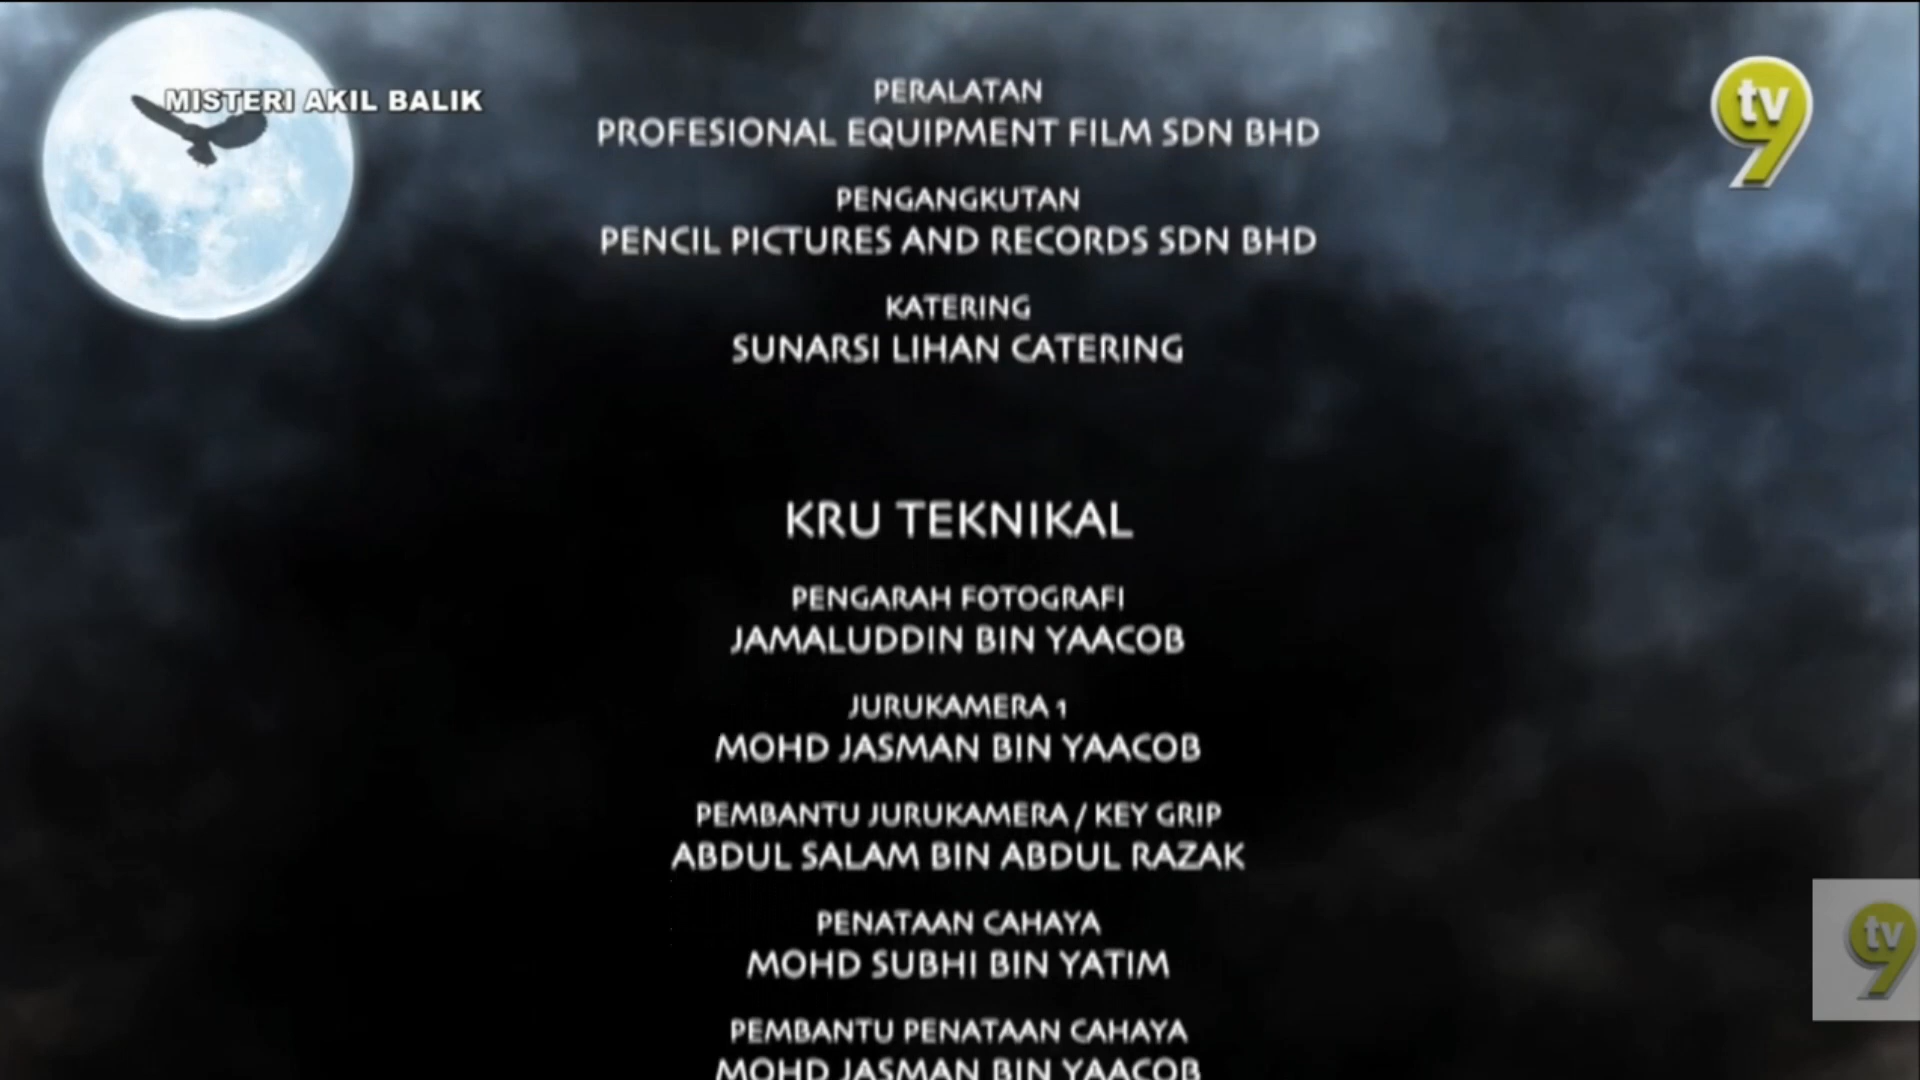 MISTERI AKIL BALIK
tv9
PERALATAN
PROFESIONAL EQUIPMENT FILM SDN BHD
PENGANGKUTAN
PENCIL PICTURES AND RECORDS SDN BHD
KATERING
SUNARSI LIHAN CATERING
KRU TEKNIKAL
PENGARAH FOTOGRAFI
JAMALUDDIN BIN YAACOB
JURUKAMERA 1
MOHD JASMAN BIN YAACOB
PEMBANTU JURUKAMERA / KEY GRIP
ABDUL SALAM BIN ABDUL RAZAK
PENATAAN CAHAYA
MOHD SUBHI BIN YATIM
tv9
PEMBANTU PENATAAN CAHAYA
MOHD JASMAN BIN YAACOB